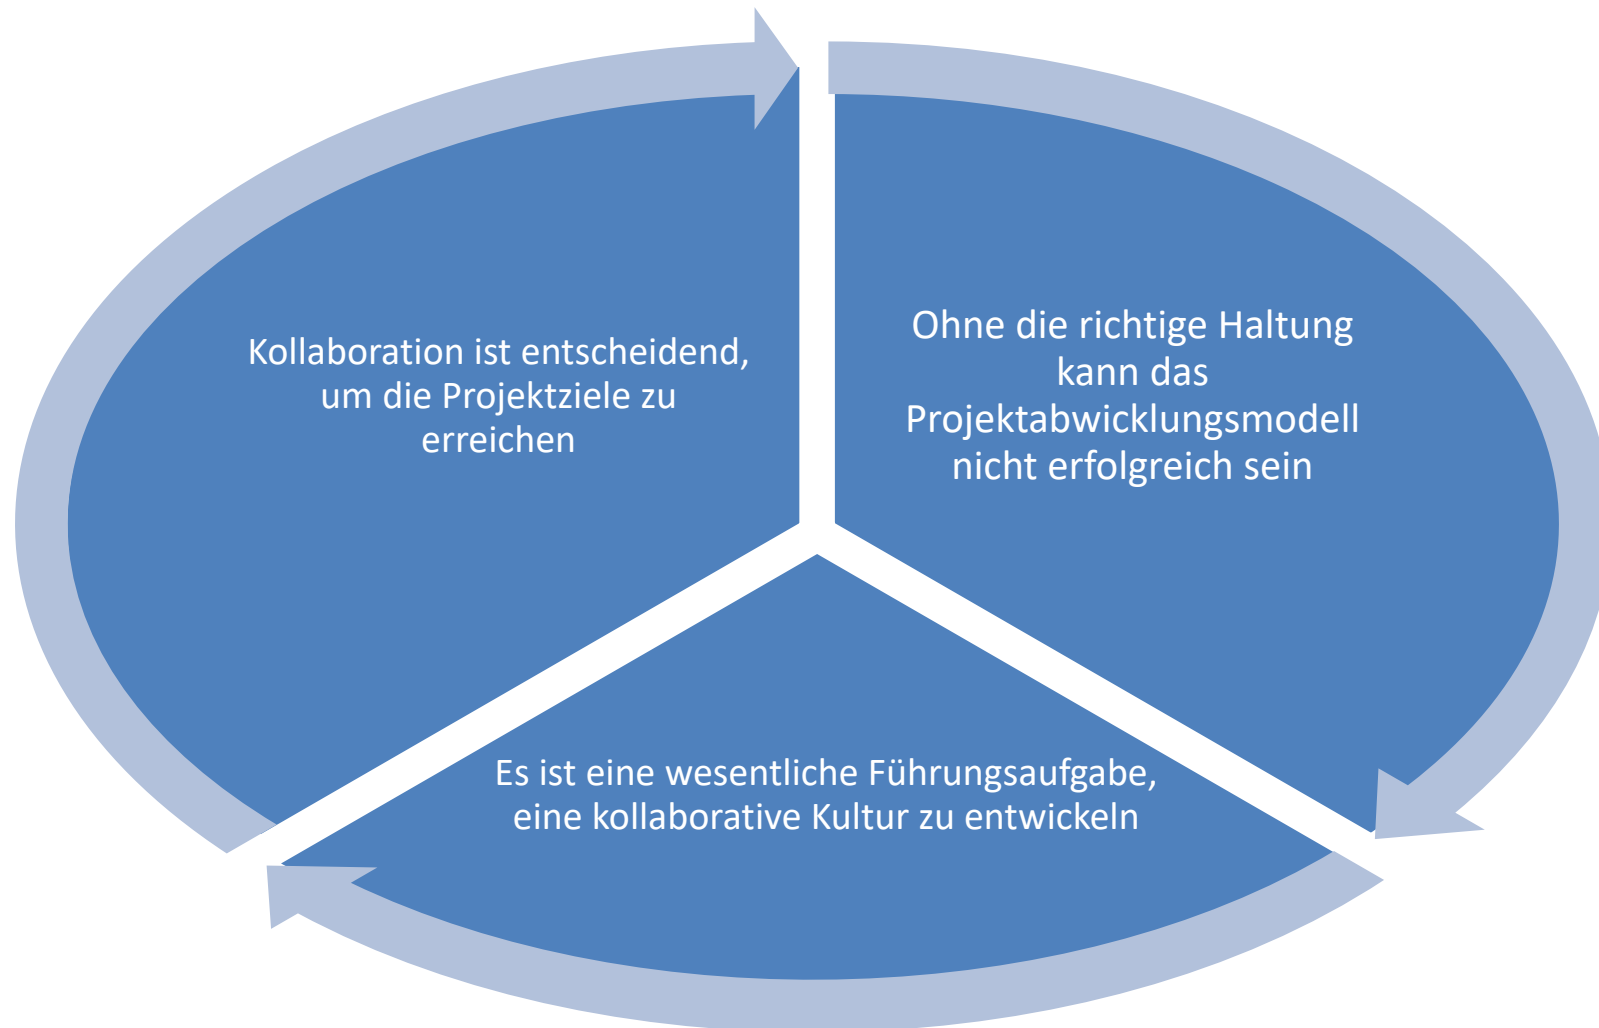 Kollaboration ist entscheidend,
um die Projektziele zu
erreichen
Ohne die richtige Haltung
kann das
Projektabwicklungsmodell
nicht erfolgreich sein
Es ist eine wesentliche Führungsaufgabe,
eine kollaborative Kultur zu entwickeln